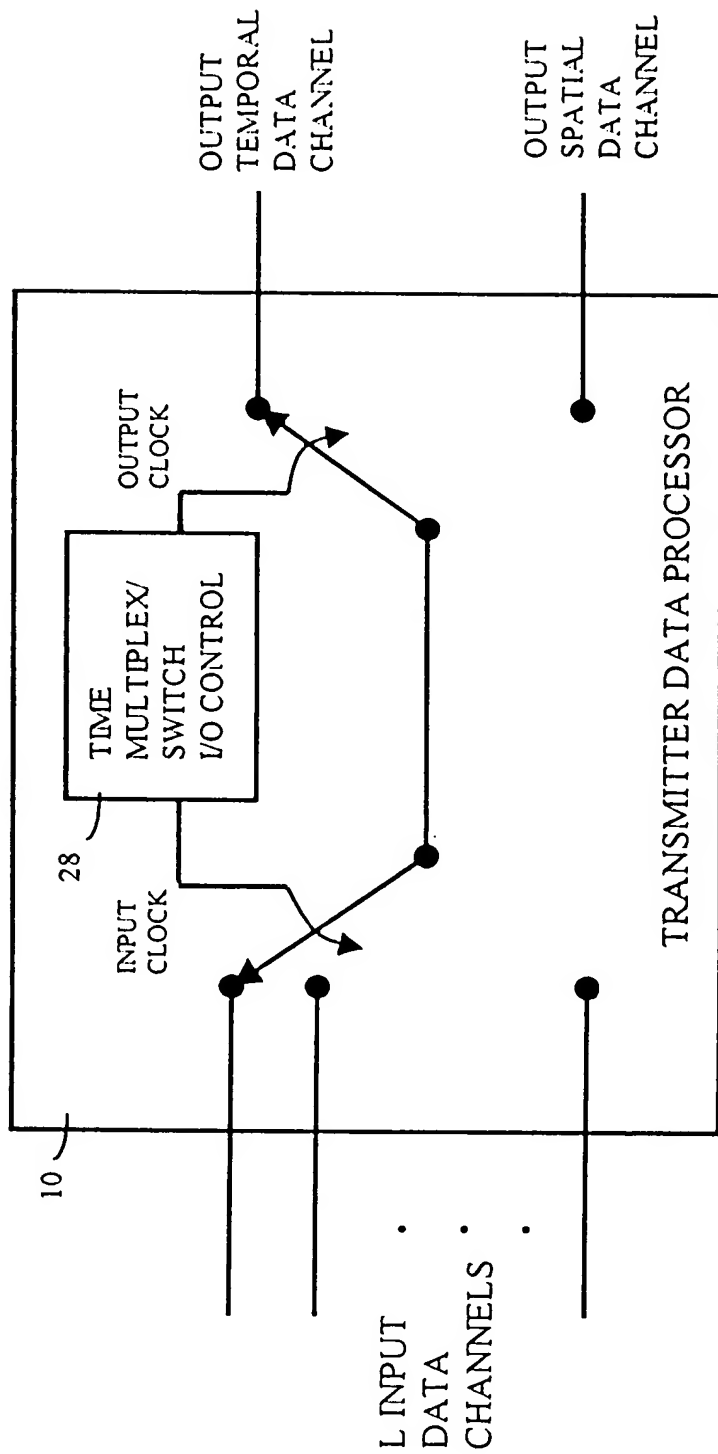 10
28
TIME
MULTIPLEX/
SWITCH
I/O CONTROL
INPUT
CLOCK
OUTPUT
CLOCK
L INPUT
DATA
CHANNELS
OUTPUT
TEMPORAL
DATA
CHANNEL
OUTPUT
SPATIAL
DATA
CHANNEL
TRANSMITTER DATA PROCESSOR